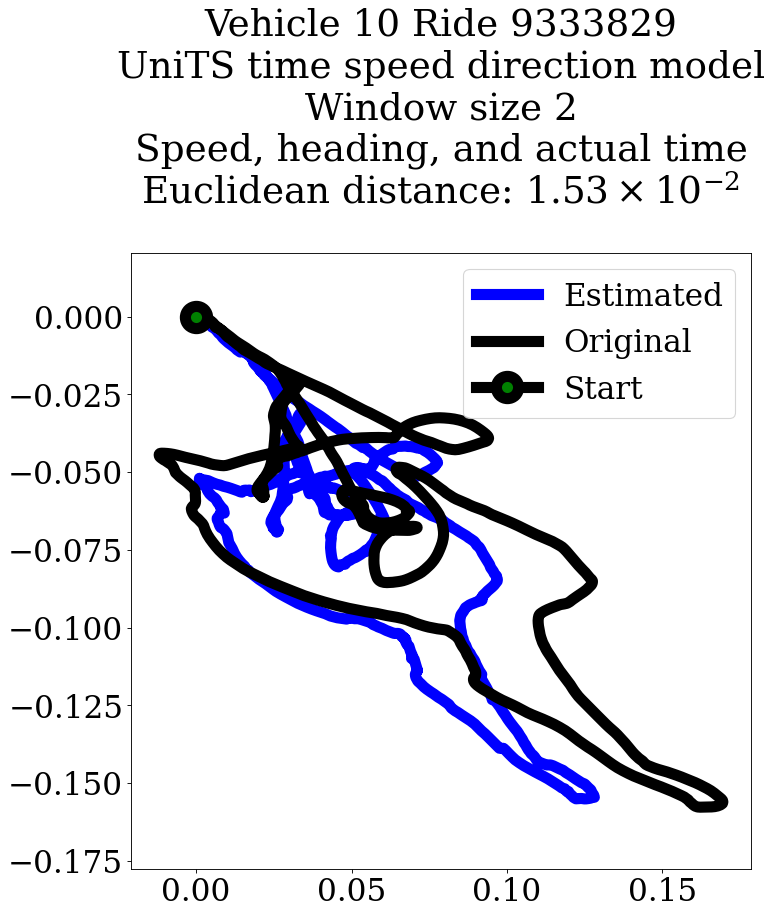 Vehicle 10 Ride 9333829
UniTS time speed direction model
Window size 2
Speed, heading, and actual time
Euclidean distance: 1.53 × 10⁻²
Estimated
Original
Start
0.000
−0.025
−0.050
−0.075
−0.100
−0.125
−0.150
−0.175
0.00 0.05 0.10 0.15